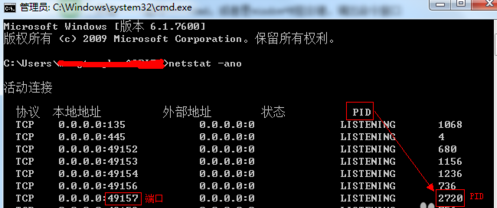 管理员: C:\Windows\system32\cmd.exe
Microsoft Windows [版本 6.1.7600]
版权所有 (c) 2009 Microsoft Corporation。保留所有权利。
C:\Users\ >netstat -ano
活动连接
协议 本地地址 外部地址 状态 PID
TCP 0.0.0.0:135 0.0.0.0:0 LISTENING 1068
TCP 0.0.0.0:445 0.0.0.0:0 LISTENING 4
TCP 0.0.0.0:49152 0.0.0.0:0 LISTENING 680
TCP 0.0.0.0:49153 0.0.0.0:0 LISTENING 1156
TCP 0.0.0.0:49154 0.0.0.0:0 LISTENING 1236
TCP 0.0.0.0:49156 0.0.0.0:0 LISTENING 736
TCP 0.0.0.0:49157 端口 0.0.0.0:0 LISTENING 2720 PID